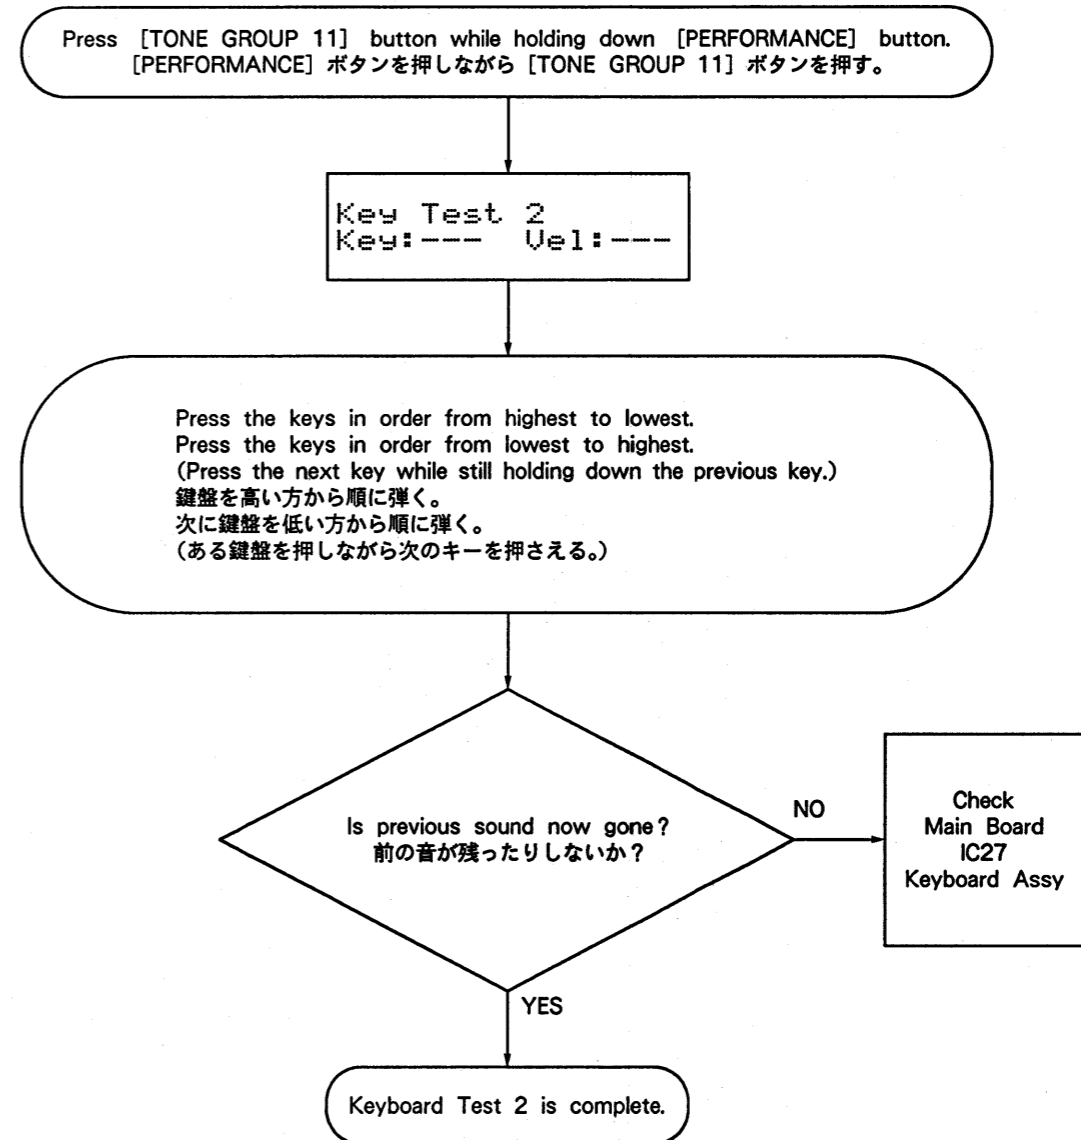 Press [TONE GROUP 11] button while holding down [PERFORMANCE] button.
[PERFORMANCE] ボタンを押しながら [TONE GROUP 11] ボタンを押す。
Key Test 2
Key:--- Vel:---
Press the keys in order from highest to lowest.
Press the keys in order from lowest to highest.
(Press the next key while still holding down the previous key.)
鍵盤を高い方から順に弾く。
次に鍵盤を低い方から順に弾く。
(ある鍵盤を押しながら次のキーを押さえる。)
Is previous sound now gone?
前の音が残ったりしないか?
NO
Check
Main Board
IC27
Keyboard Assy
YES
Keyboard Test 2 is complete.